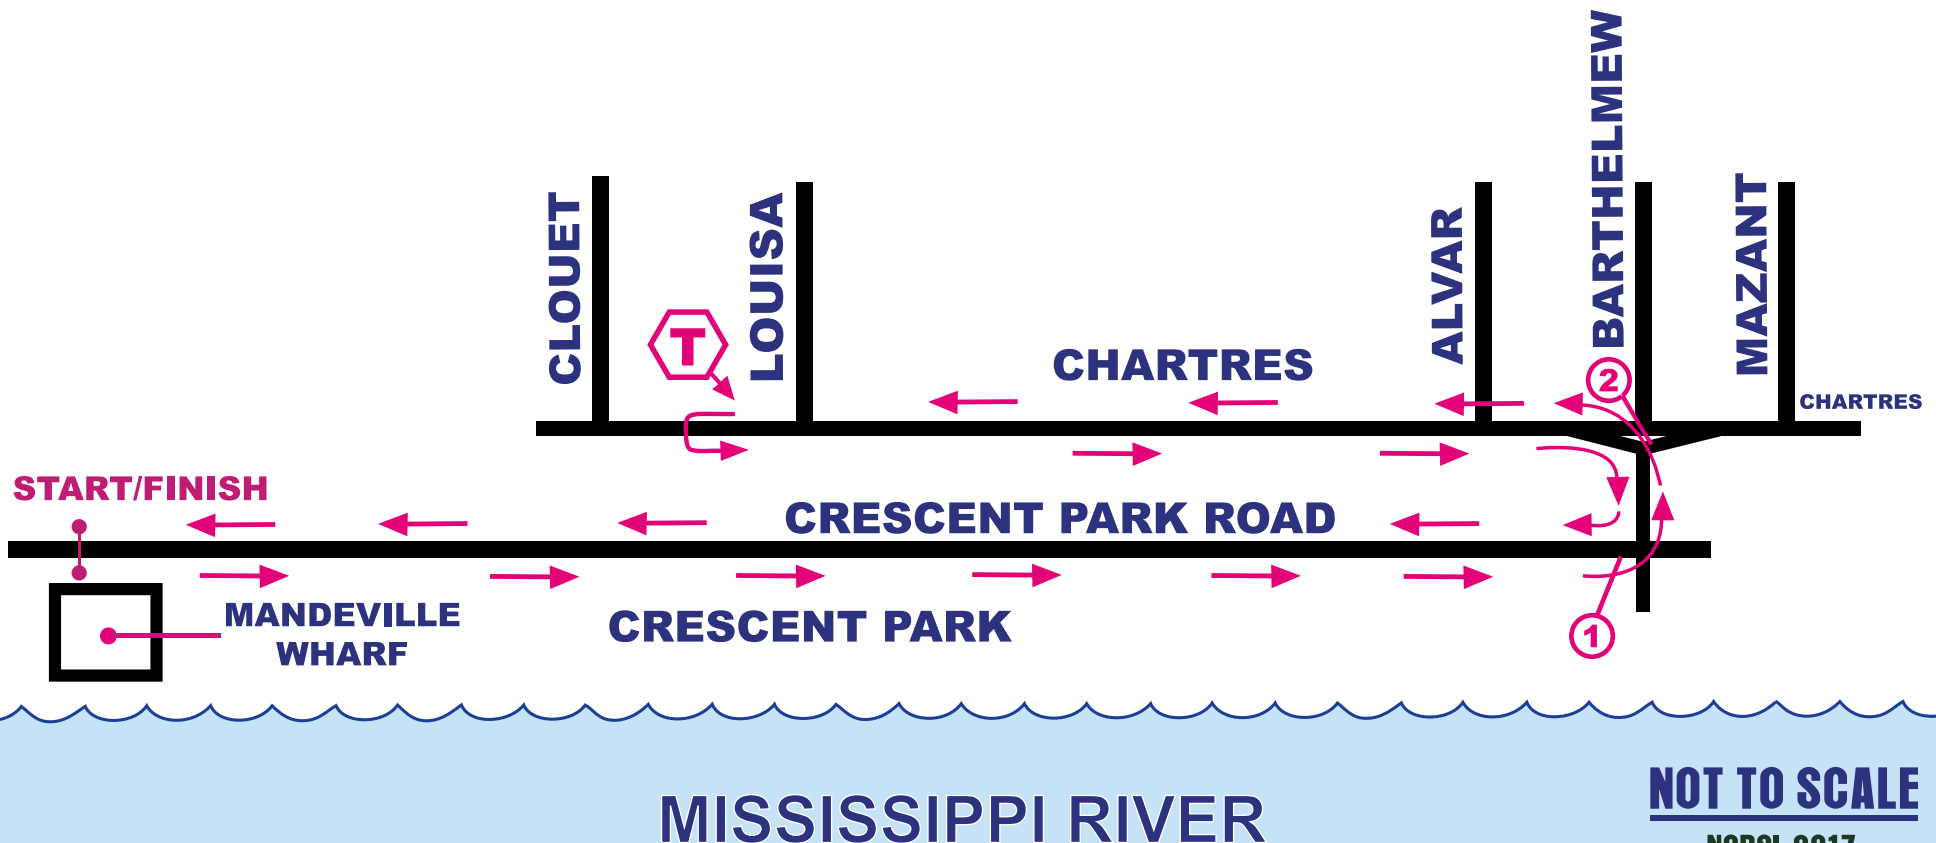 BARTHELMEW
CLOUET
LOUISA
ALVAR
MAZANT
T
CHARTRES
2
CHARTRES
START/FINISH
CRESCENT PARK ROAD
MANDEVILLE
WHARF
CRESCENT PARK
1
MISSISSIPPI RIVER
NOT TO SCALE